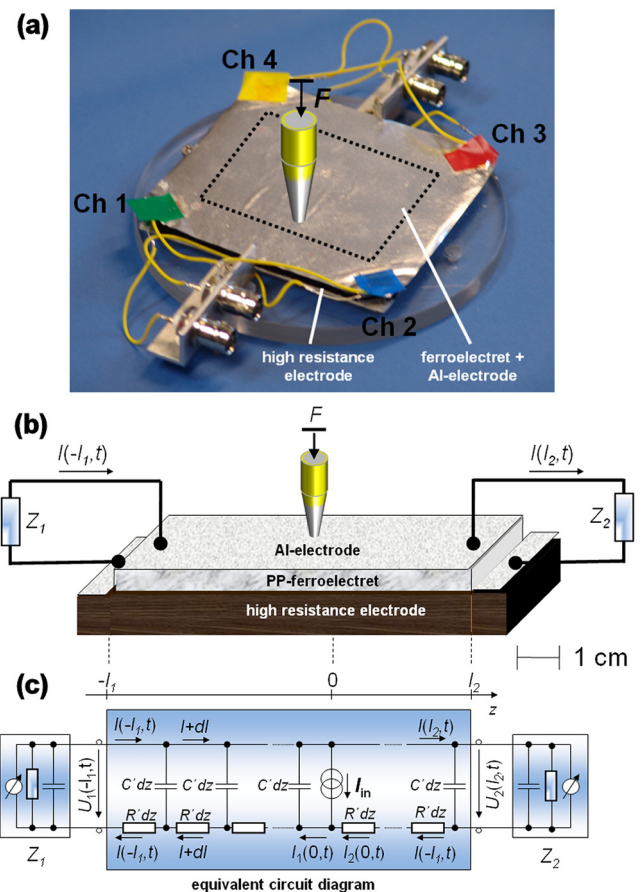 (a)
Ch 4
F
Ch 3
Ch 1
Ch 2
high resistance
electrode
ferroelectret +
Al-electrode
(b)
F
I(-l₁,t)
I(l₂,t)
Z₁
Z₂
Al-electrode
PP-ferroelectret
high resistance electrode
1 cm
(c)
-l₁
0
l₂
z
I(-l₁,t)
I+dI
I(l₂,t)
U₁(-l₁,t)
C´dz
C´dz
C´dz
I_in
C´dz
U₂(l₂,t)
R´dz
R´dz
R´dz
R´dz
Z₁
I(-l₁,t)
I+dI
I₁(0,t)
I₂(0,t)
I(-l₁,t)
Z₂
equivalent circuit diagram